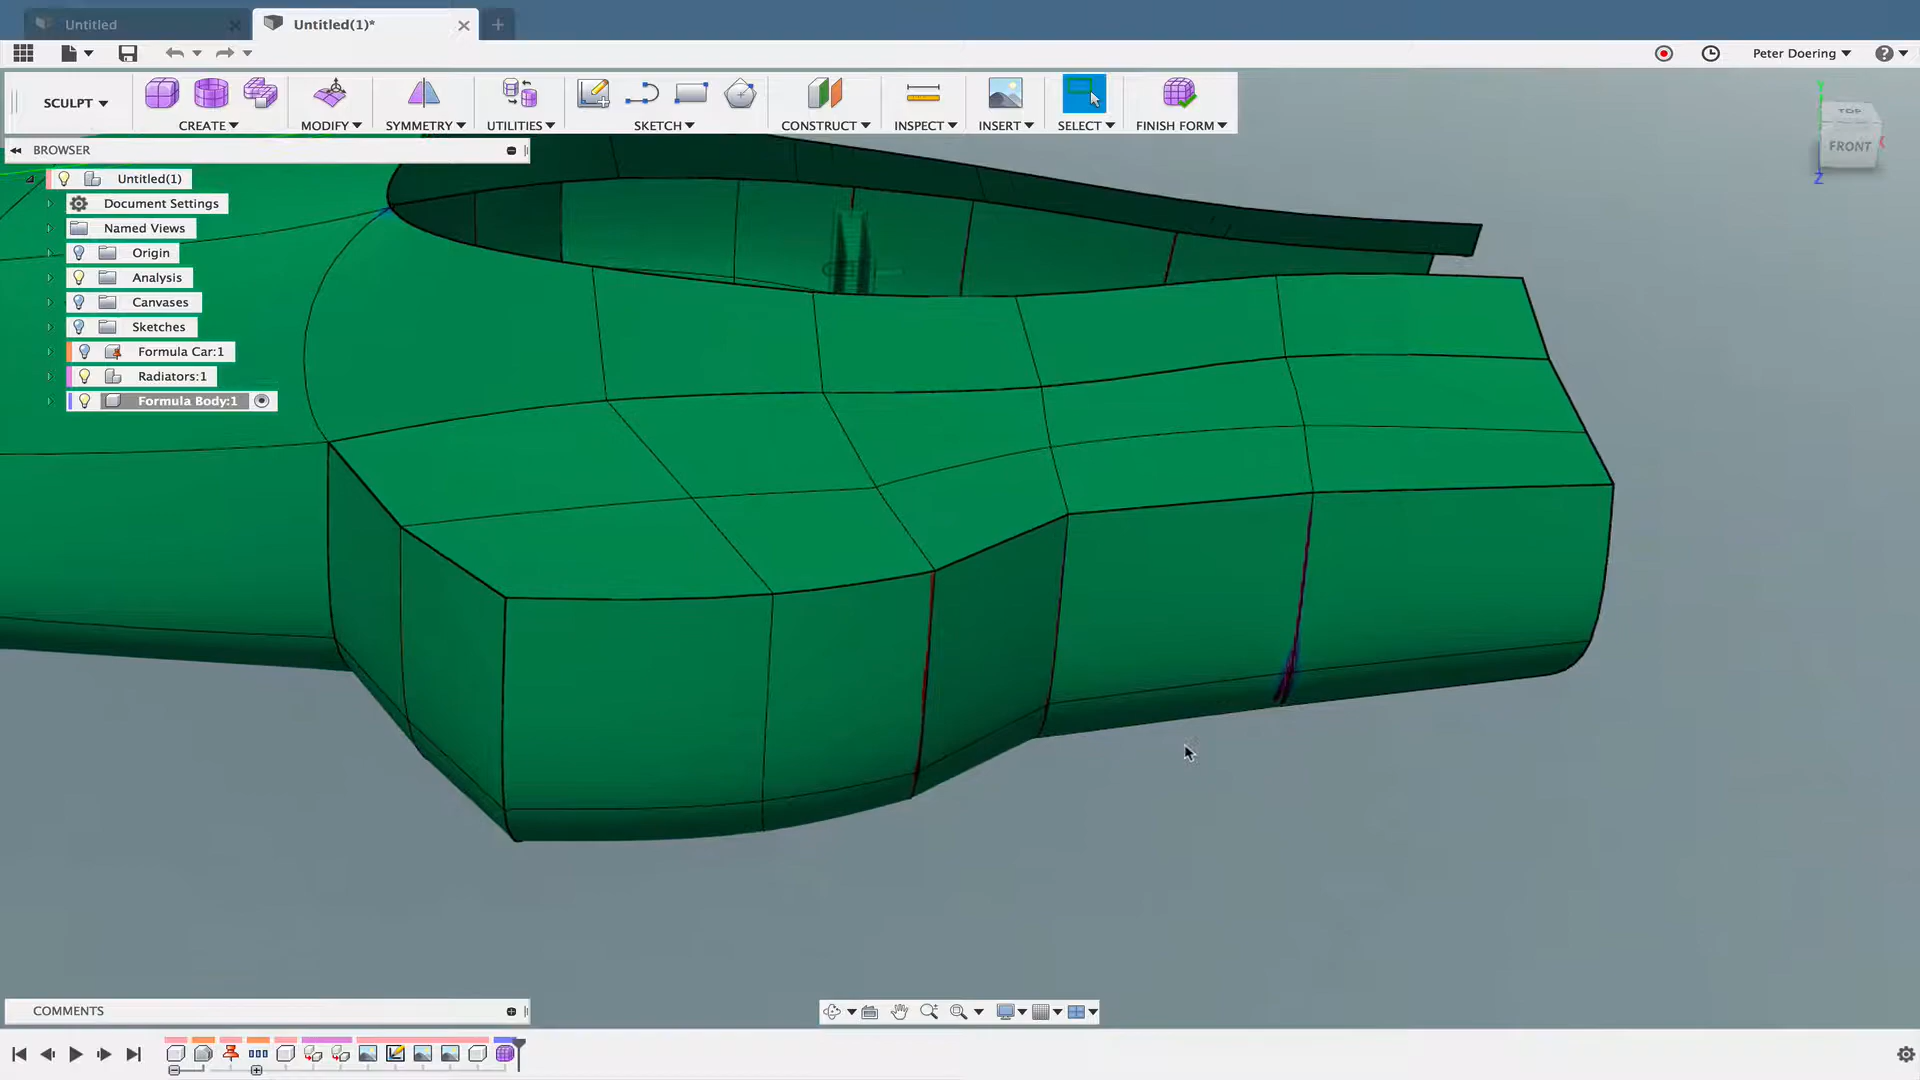 Untitled
Untitled(1)*
Peter Doering
SCULPT
CREATE
MODIFY
SYMMETRY
UTILITIES
SKETCH
CONSTRUCT
INSPECT
INSERT
SELECT
FINISH FORM
Y
TOP
FRONT
X
Z
BROWSER
Untitled(1)
Document Settings
Named Views
Origin
Analysis
Canvases
Sketches
Formula Car:1
Radiators:1
Formula Body:1
COMMENTS